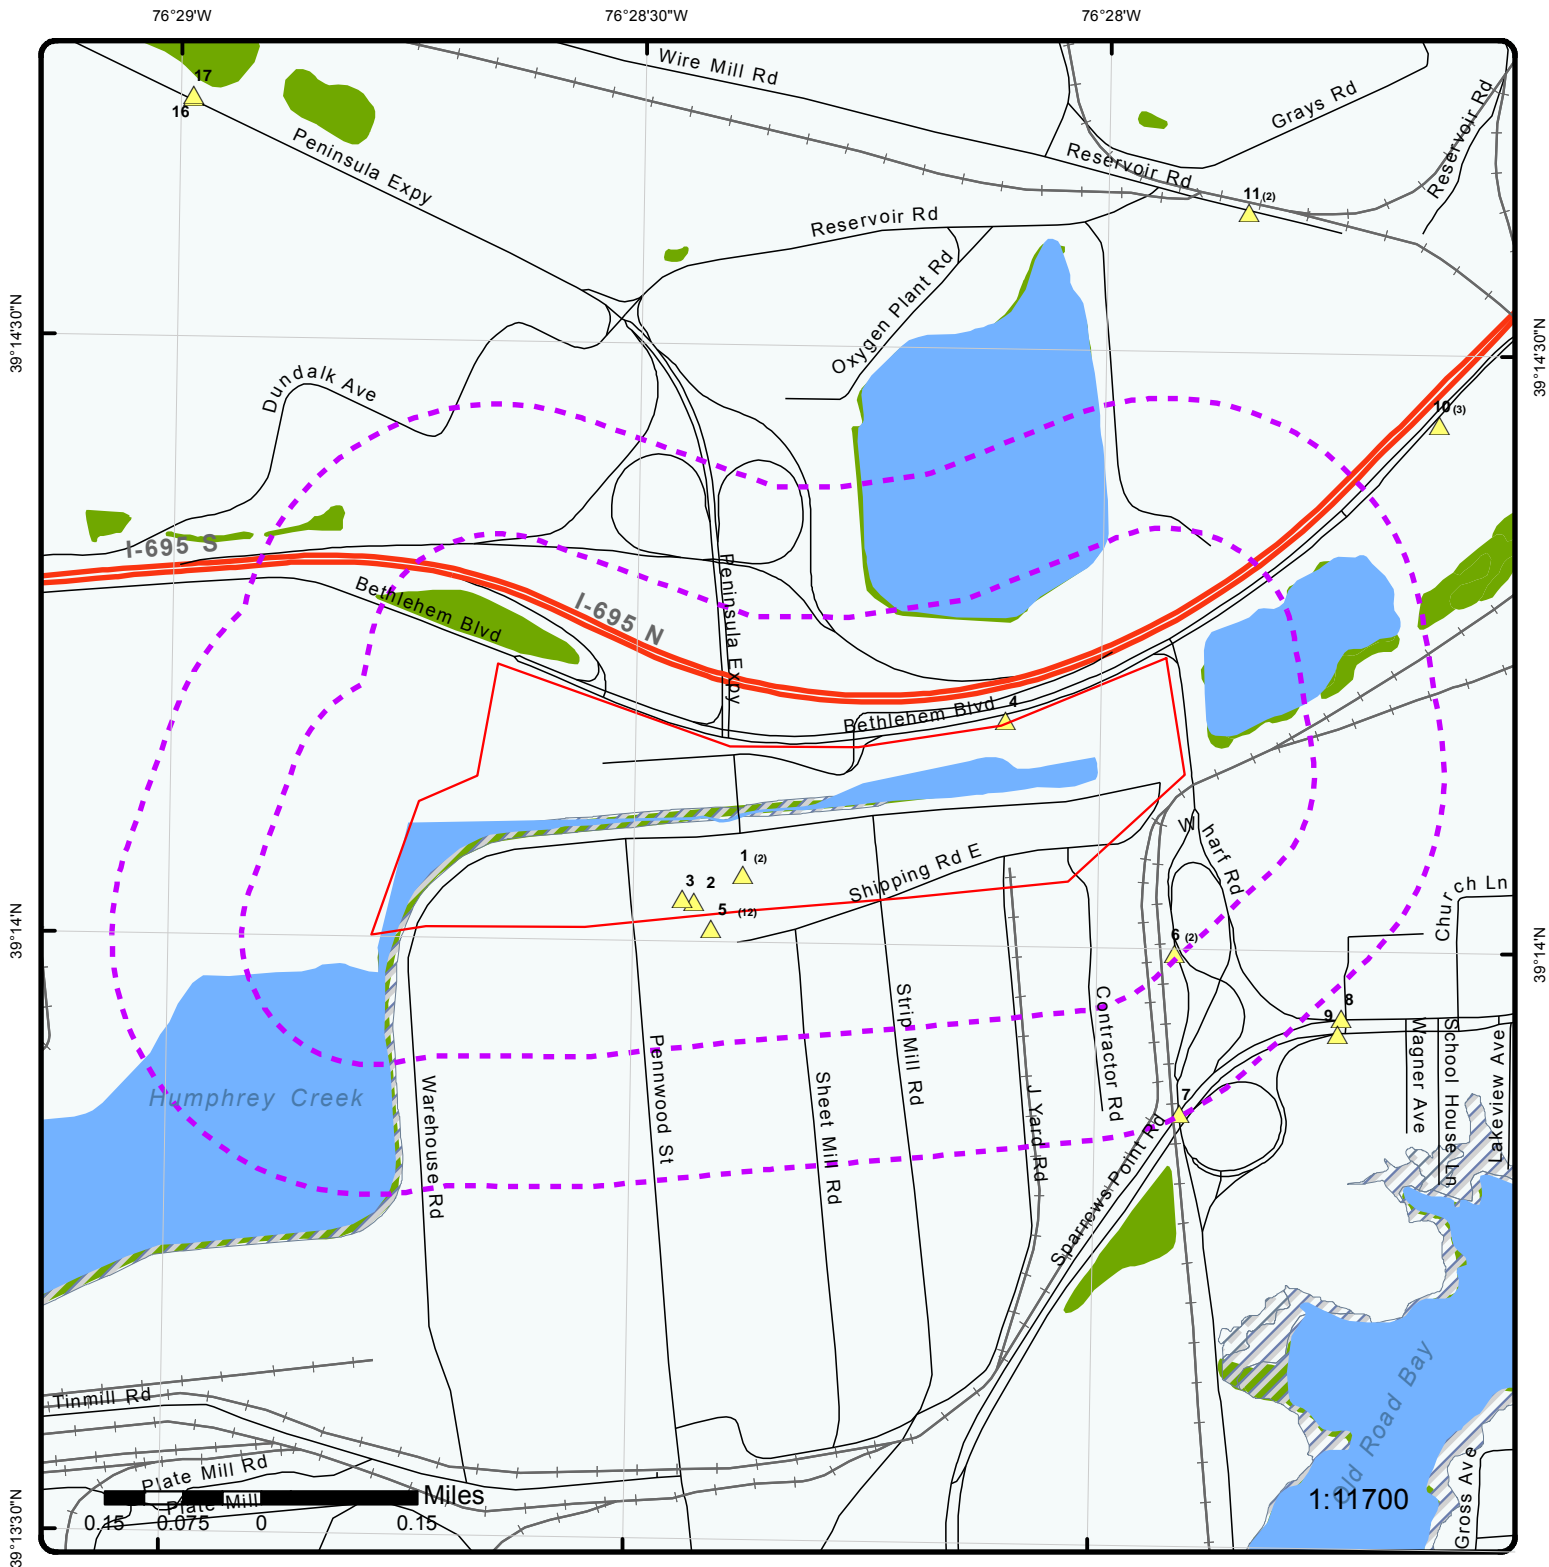 76°29'W
76°28'30"W
76°28'W
17
16
Wire Mill Rd
Peninsula Expy
Grays Rd
Reservoir Rd
Reservoir Rd
11 (2)
Reservoir Rd
Oxygen Plant Rd
39°14'30"N
39°14'30"N
Dundalk Ave
10 (3)
I-695 S
Bethlehem Blvd
I-695 N
Peninsula Expy
Bethlehem Blvd
4
Wharf Rd
1 (2)
3
2
Shipping Rd E
5 (12)
Church Ln
39°14'N
39°14'N
6 (2)
8
9
Humphrey Creek
Warehouse Rd
Pennwood St
Sheet Mill Rd
Strip Mill Rd
J Yard Rd
Contractor Rd
7
Sparrows Point Rd
Wagner Ave
School House Ln
Lakeview Ave
Old Road Bay
Tinmill Rd
Plate Mill Rd
Plate Mill
Miles
0.15
0.075
0
0.15
1:11700
Gross Ave
39°13'30"N